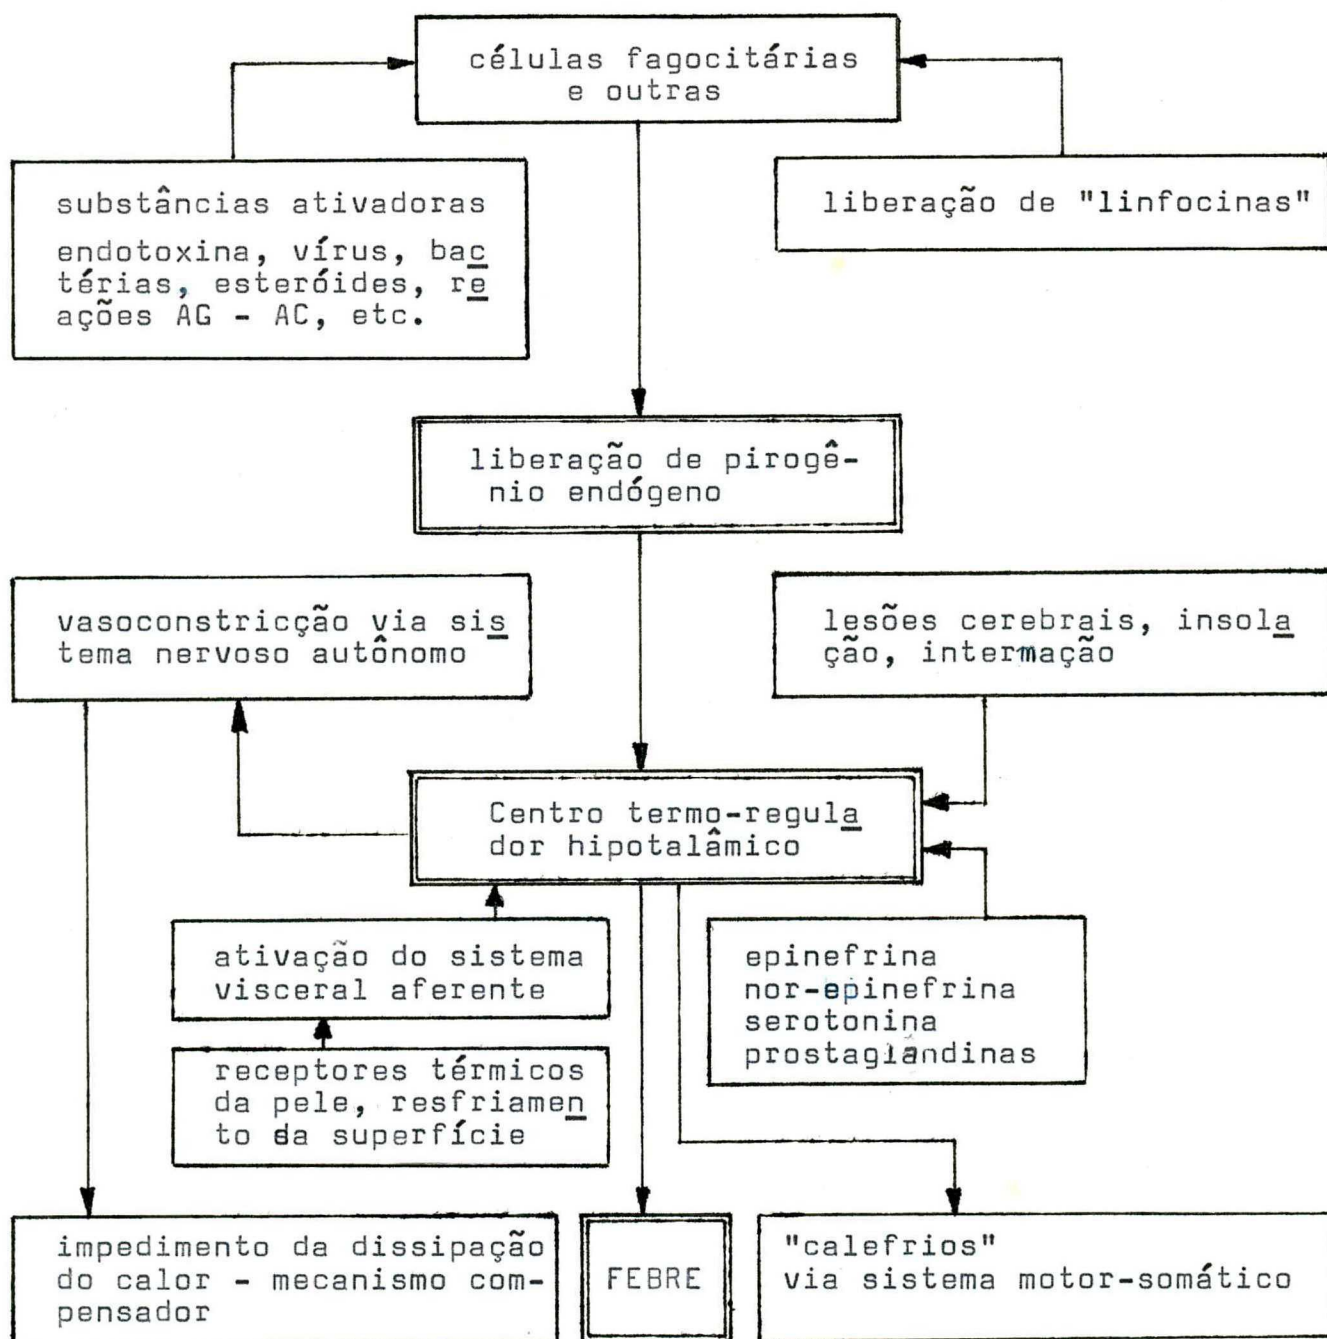 células fagocitárias
e outras
substâncias ativadoras
endotoxina, vírus, bac
térias, esteróides, re
ações AG - AC, etc.
liberação de "linfocinas"
liberação de pirogê-
nio endógeno
vasoconstricção via sis
tema nervoso autônomo
lesões cerebrais, insola
ção, intermação
Centro termo-regula
dor hipotalâmico
ativação do sistema
visceral aferente
epinefrina
nor-epinefrina
serotonina
prostaglândinas
receptores térmicos
da pele, resfriamen
to da superfície
impedimento da dissipação
do calor - mecanismo com-
pensador
FEBRE
"calefrios"
via sistema motor-somático